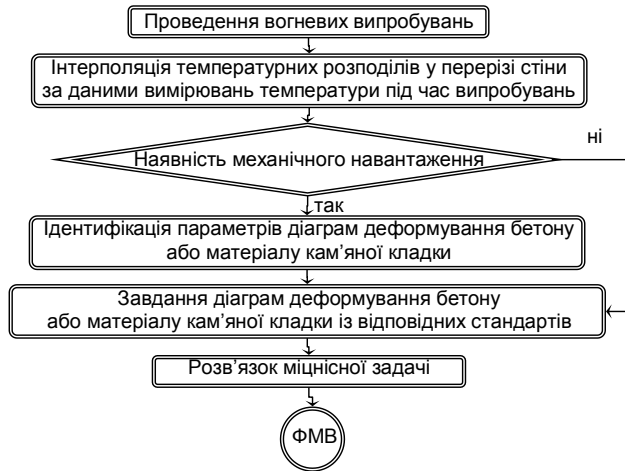 Проведення вогневих випробувань
Інтерполяція температурних розподілів у перерізі стіни
за даними вимірювань температури під час випробувань
ні
Наявність механічного навантаження
так
Ідентифікація параметрів діаграм деформування бетону
або матеріалу кам’яної кладки
Завдання діаграм деформування бетону
або матеріалу кам’яної кладки із відповідних стандартів
Розв’язок міцнісної задачі
ФМВ